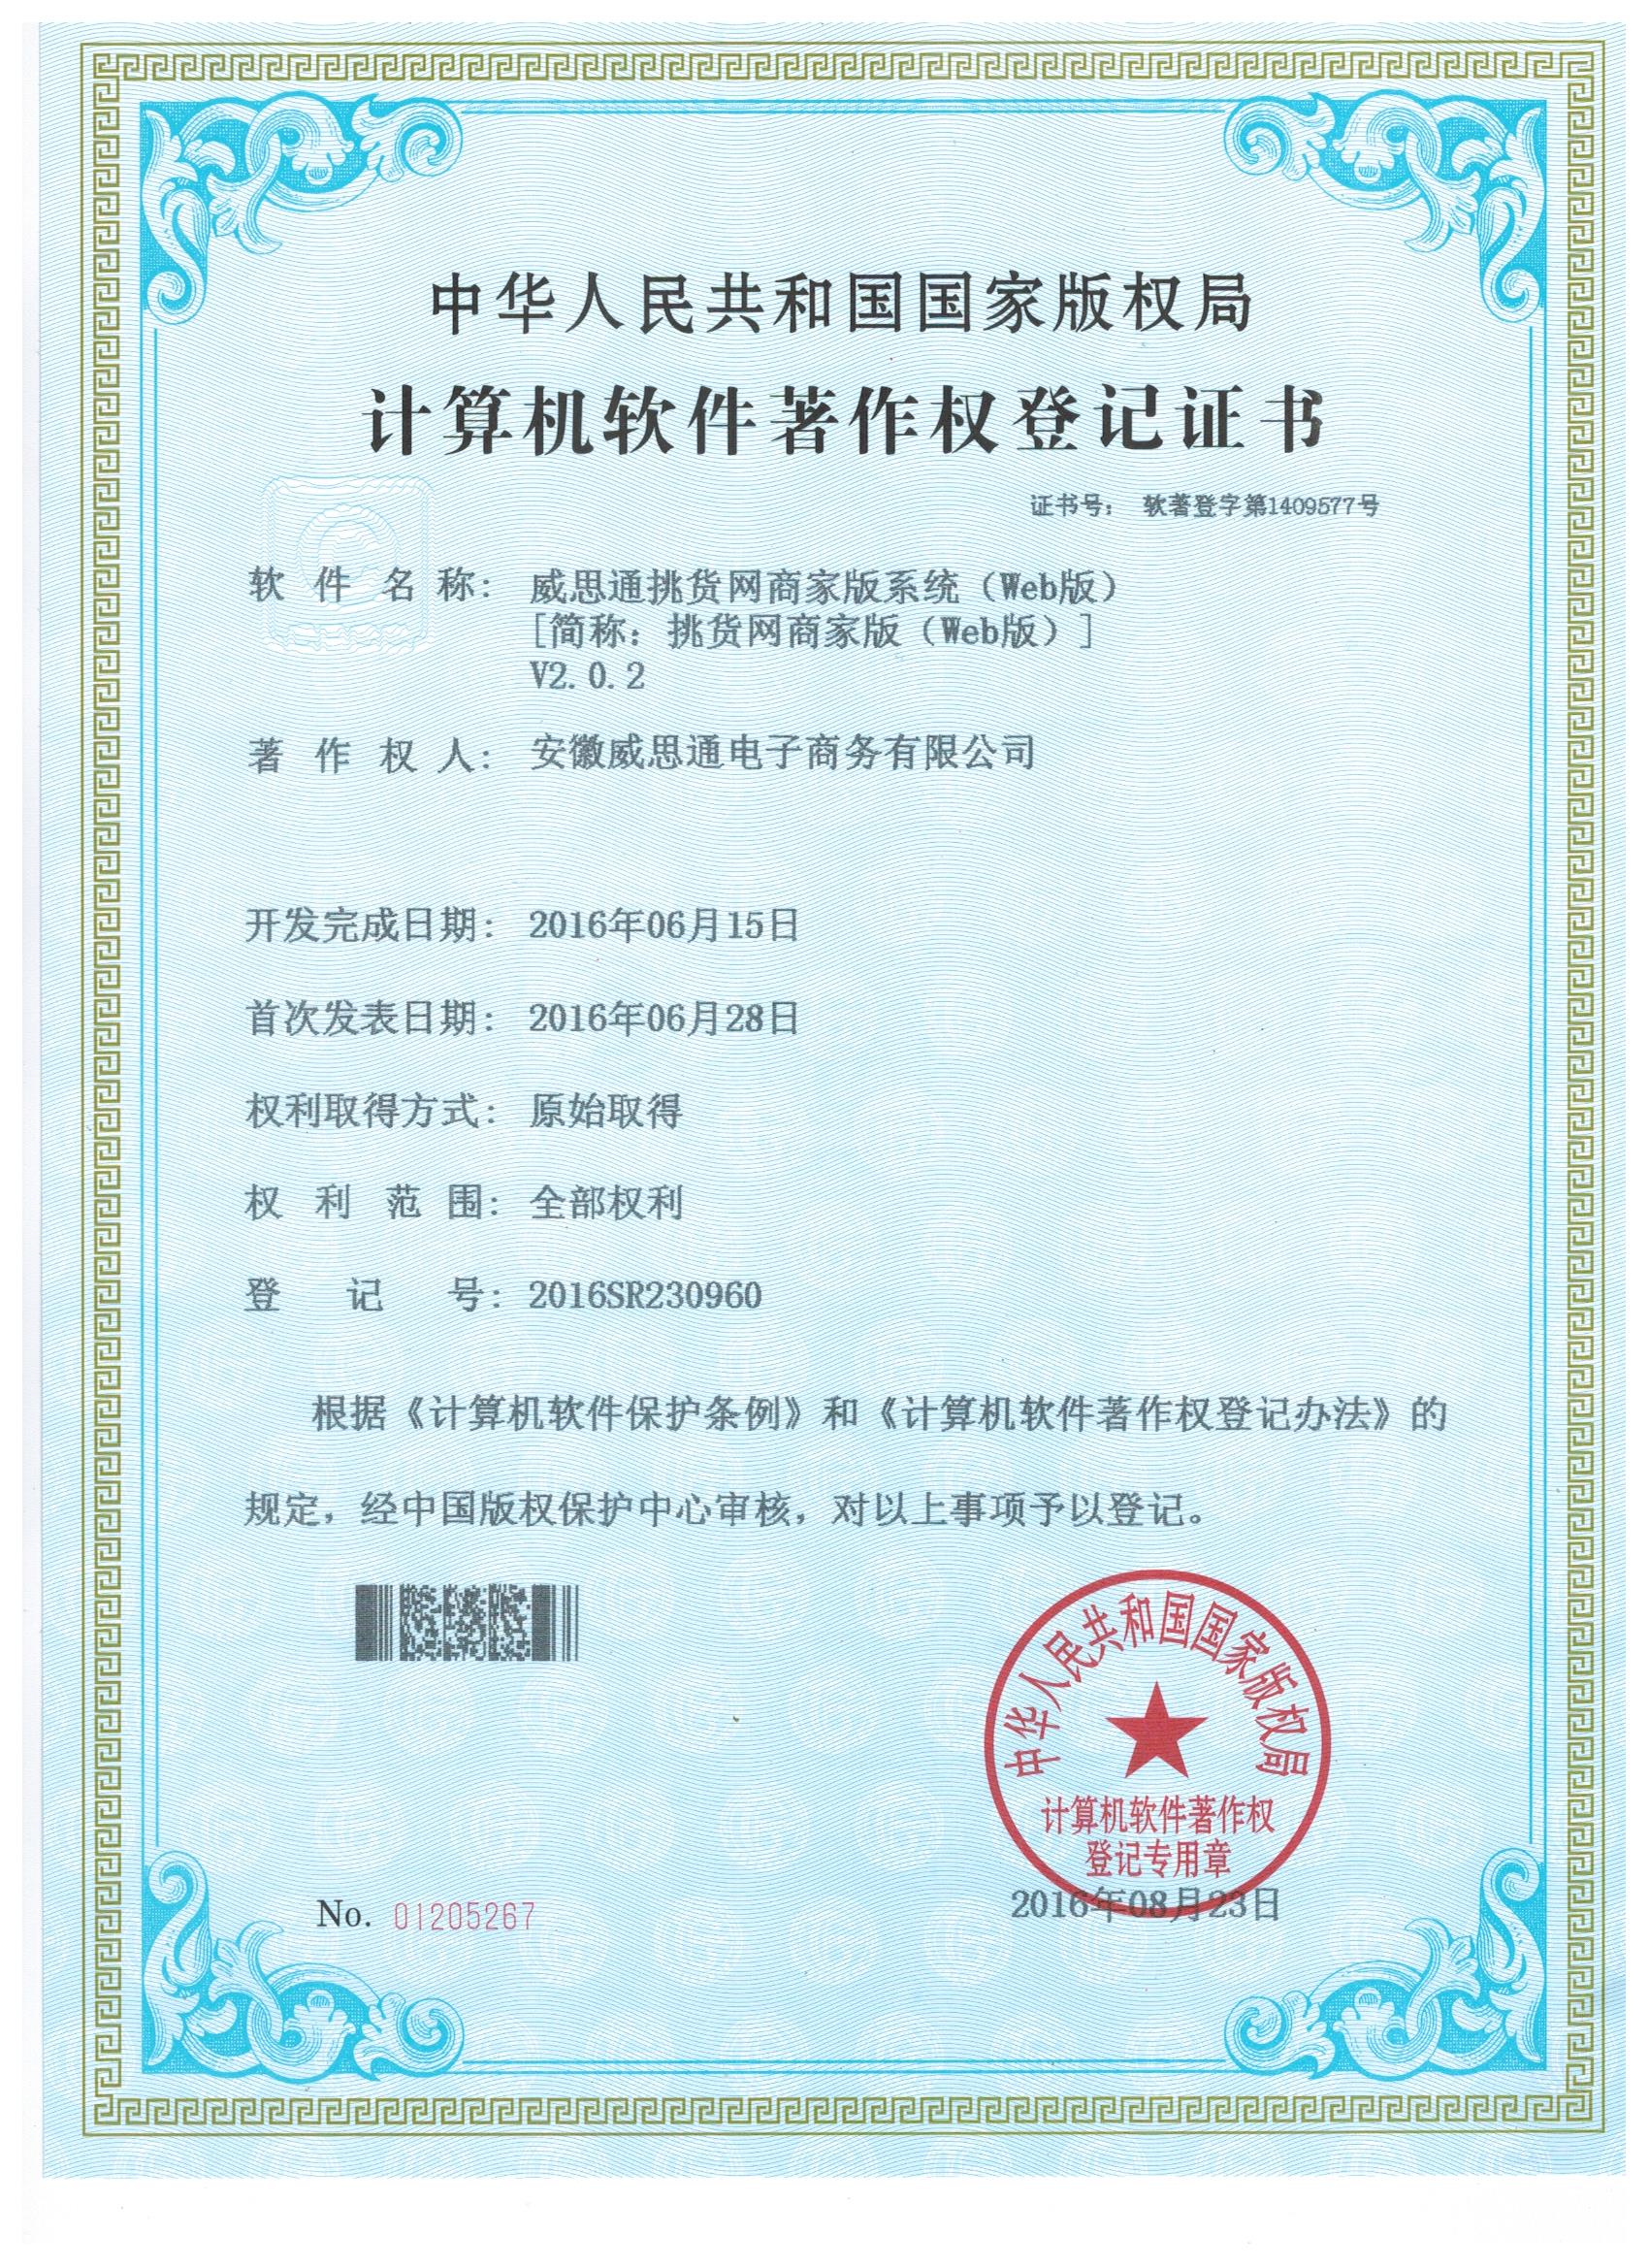 中华人民共和国国家版权局
计算机软件著作权登记证书
证书号： 软著登字第1409577号
软件名称： 威思通挑货网商家版系统（Web版）
[简称：挑货网商家版（Web版）]
V2.0.2
著作权人： 安徽威思通电子商务有限公司
开发完成日期： 2016年06月15日
首次发表日期： 2016年06月28日
权利取得方式： 原始取得
权利范围： 全部权利
登记号： 2016SR230960
根据《计算机软件保护条例》和《计算机软件著作权登记办法》的
规定，经中国版权保护中心审核，对以上事项予以登记。
中华人民共和国国家版权局
计算机软件著作权
登记专用章
No. 01205267
2016年08月23日